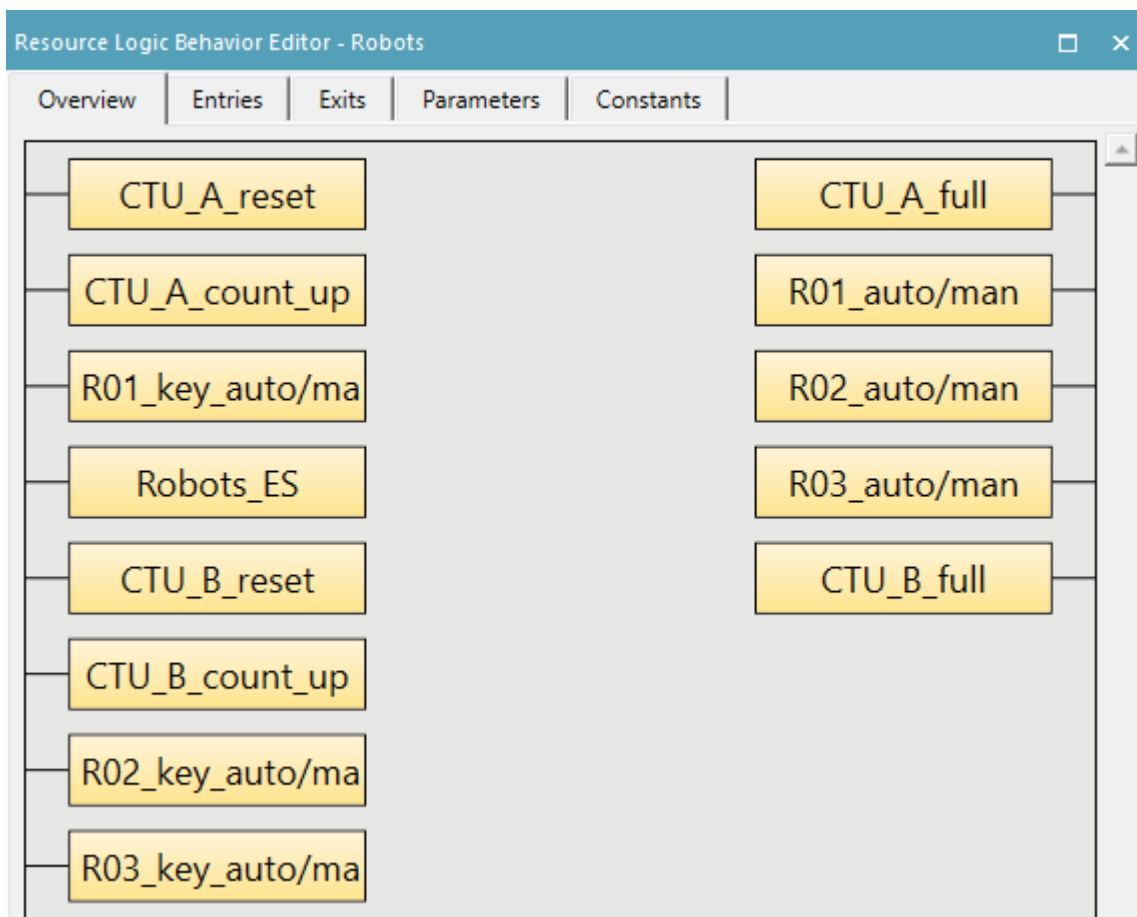 Resource Logic Behavior Editor - Robots
Overview Entries Exits Parameters Constants
CTU_A_reset
CTU_A_count_up
R01_key_auto/ma
Robots_ES
CTU_B_reset
CTU_B_count_up
R02_key_auto/ma
R03_key_auto/ma
CTU_A_full
R01_auto/man
R02_auto/man
R03_auto/man
CTU_B_full